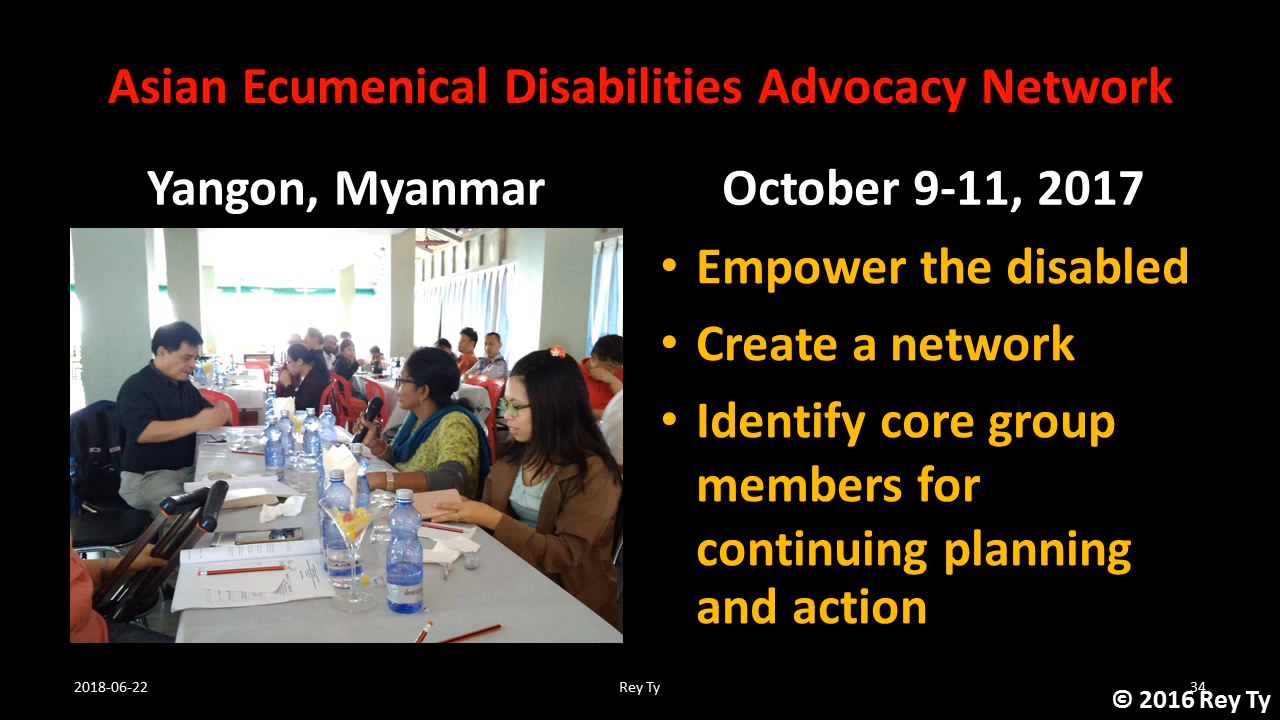 Asian Ecumenical Disabilities Advocacy Network
Yangon, Myanmar
October 9-11, 2017
• Empower the disabled
• Create a network
• Identify core group
members for
continuing planning
and action
2018-06-22
Rey Ty
34
© 2016 Rey Ty